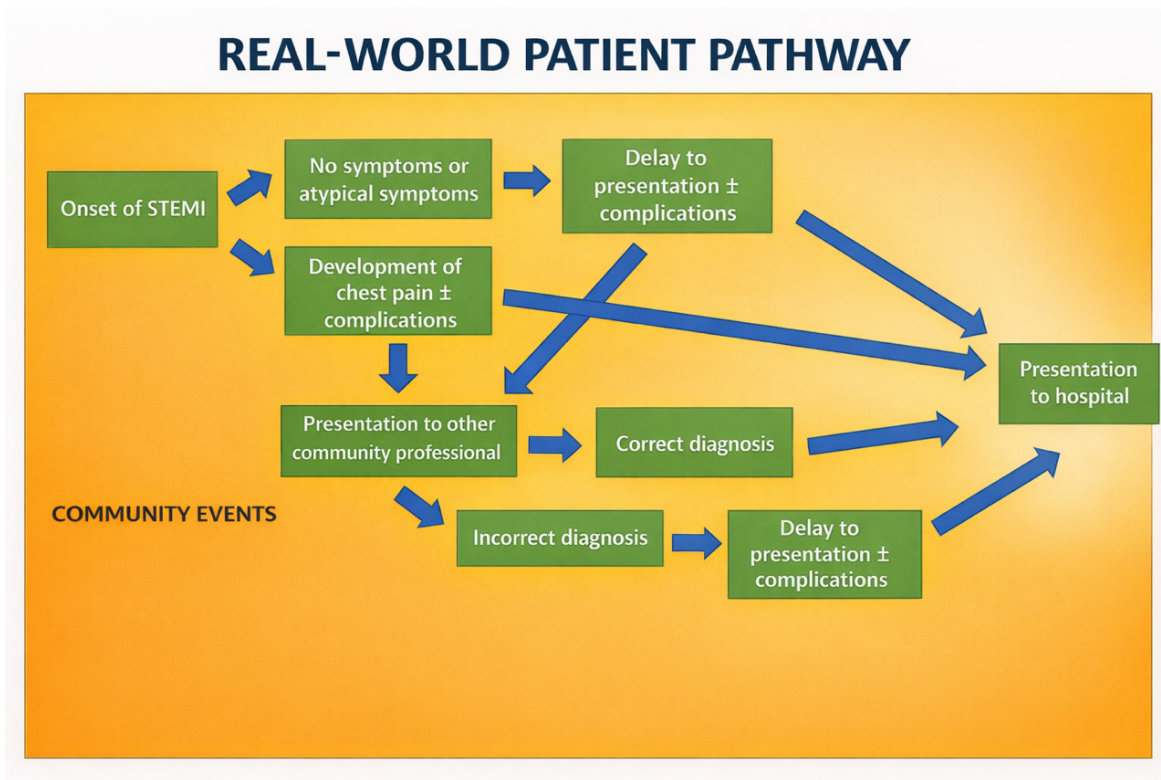 REAL-WORLD PATIENT PATHWAY
Onset of STEMI
No symptoms or
atypical symptoms
Delay to
presentation ±
complications
Development of
chest pain ±
complications
Presentation
to hospital
Presentation to other
community professional
Correct diagnosis
COMMUNITY EVENTS
Incorrect diagnosis
Delay to
presentation ±
complications